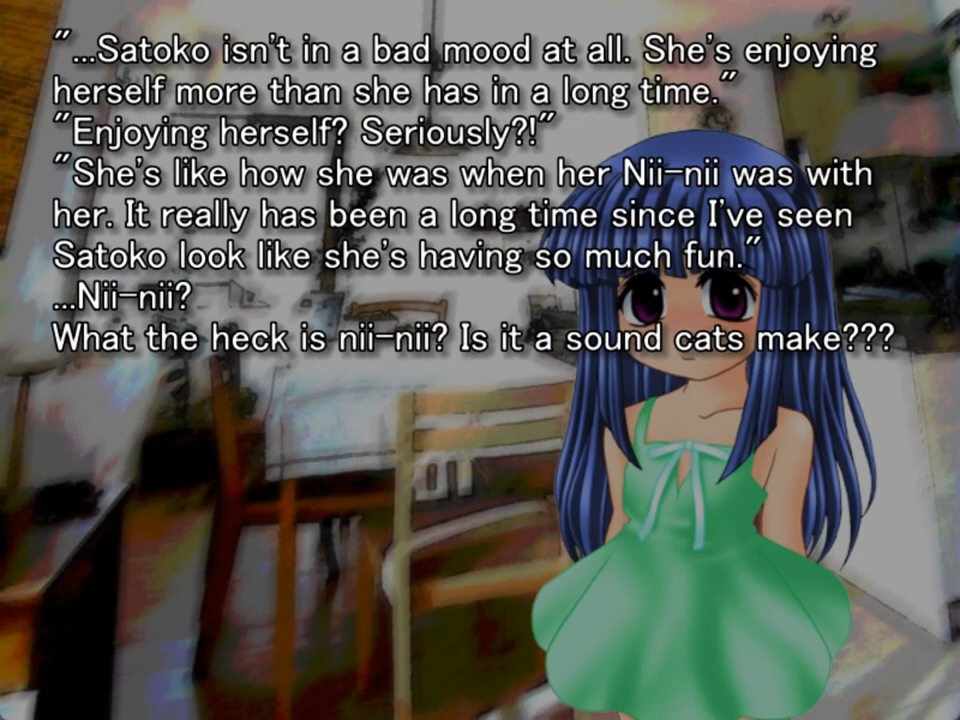 "...Satoko isn't in a bad mood at all. She's enjoying
herself more than she has in a long time."
"Enjoying herself? Seriously?!"
"She's like how she was when her Nii-nii was with
her. It really has been a long time since I've seen
Satoko look like she's having so much fun."
...Nii-nii?
What the heck is nii-nii? Is it a sound cats make???